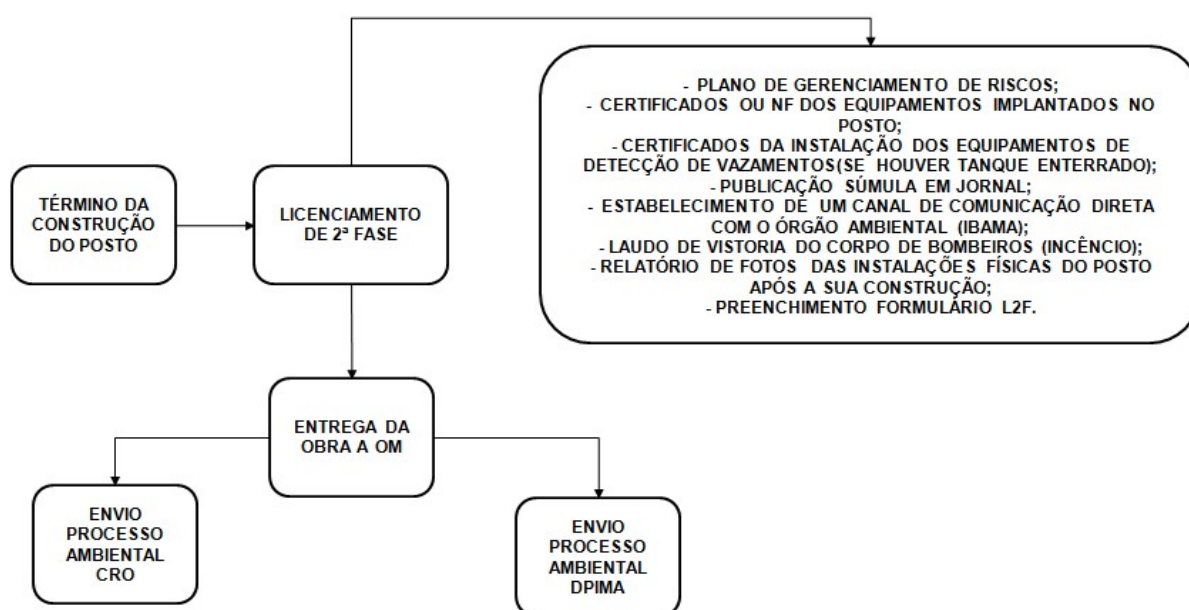 - PLANO DE GERENCIAMENTO DE RISCOS;
- CERTIFICADOS OU NF DOS EQUIPAMENTOS IMPLANTADOS NO
POSTO;
- CERTIFICADOS DA INSTALAÇÃO DOS EQUIPAMENTOS DE
DETECÇÃO DE VAZAMENTOS(SE HOUVER TANQUE ENTERRADO);
- PUBLICAÇÃO SÚMULA EM JORNAL;
- ESTABELECIMENTO DE UM CANAL DE COMUNICAÇÃO DIRETA
COM O ÓRGÃO AMBIENTAL (IBAMA);
- LAUDO DE VISTORIA DO CORPO DE BOMBEIROS (INCÊNCIO);
- RELATÓRIO DE FOTOS DAS INSTALAÇÕES FÍSICAS DO POSTO
APÓS A SUA CONSTRUÇÃO;
- PREENCHIMENTO FORMULÁRIO L2F.
TÉRMINO DA
CONSTRUÇÃO
DO POSTO
LICENCIAMENTO
DE 2ª FASE
ENTREGA DA
OBRA A OM
ENVIO
PROCESSO
AMBIENTAL
CRO
ENVIO
PROCESSO
AMBIENTAL
DPIMA